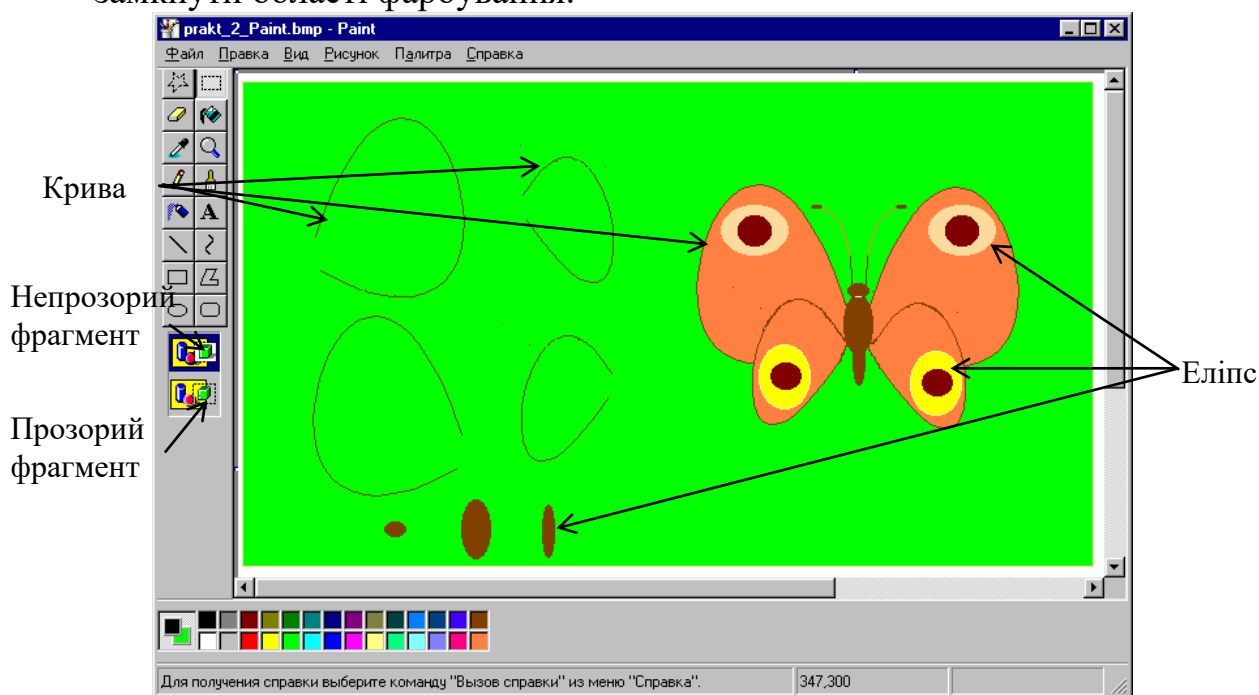 замкнути області фарбування.
prakt_2_Paint.bmp - Paint
Файл Правка Вид Рисунок Палитра Справка
A
Крива
Непрозорий
фрагмент
Еліпс
Прозорий
фрагмент
Для получения справки выберите команду "Вызов справки" из меню "Справка".
347,300